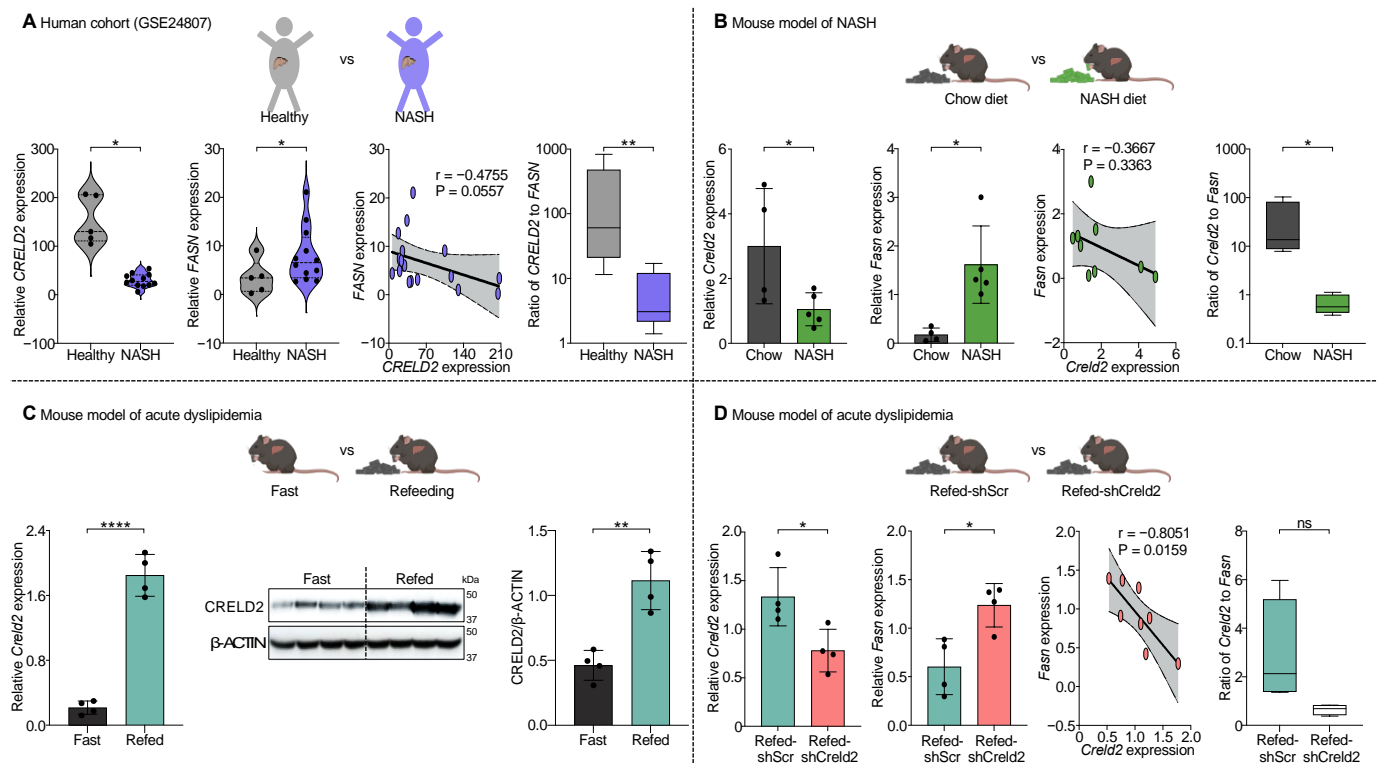 A Human cohort (GSE24807)
vs
Healthy
NASH
Relative CRELD2 expression
300
200
100
0
−100
*
Healthy NASH
Relative FASN expression
30
20
10
0
−10
*
Healthy NASH
FASN expression
30
20
10
0
−10
r = −0.4755
P = 0.0557
0 70 140 210
CRELD2 expression
Ratio of CRELD2 to FASN
1000
100
10
1
**
Healthy NASH
B Mouse model of NASH
vs
Chow diet
NASH diet
Relative Creld2 expression
6
4
2
0
*
Chow NASH
Relative Fasn expression
4
3
2
1
0
*
Chow NASH
Fasn expression
4
2
0
−2
r = −0.3667
P = 0.3363
0 2 4 6
Creld2 expression
Ratio of Creld2 to Fasn
1000
100
10
1
0.1
*
Chow NASH
C Mouse model of acute dyslipidemia
vs
Fast
Refeeding
Relative Creld2 expression
2.4
1.6
0.8
0.0
****
Fast Refed
Fast Refed
kDa
CRELD2
50
37
β-ACTIN
50
37
CRELD2/β-ACTIN
1.5
1.0
0.5
0.0
**
Fast Refed
D Mouse model of acute dyslipidemia
vs
Refed-shScr
Refed-shCreld2
Relative Creld2 expression
2.0
1.5
1.0
0.5
0
*
Refed- Refed-
shScr shCreld2
Relative Fasn expression
2.0
1.5
1.0
0.5
0.0
*
Refed- Refed-
shScr shCreld2
Fasn expression
2.0
1.5
1.0
0.5
0.0
−0.5
r = −0.8051
P = 0.0159
0 0.5 1.0 1.5 2.0
Creld2 expression
Ratio of Creld2 to Fasn
8
6
4
2
0
ns
Refed- Refed-
shScr shCreld2